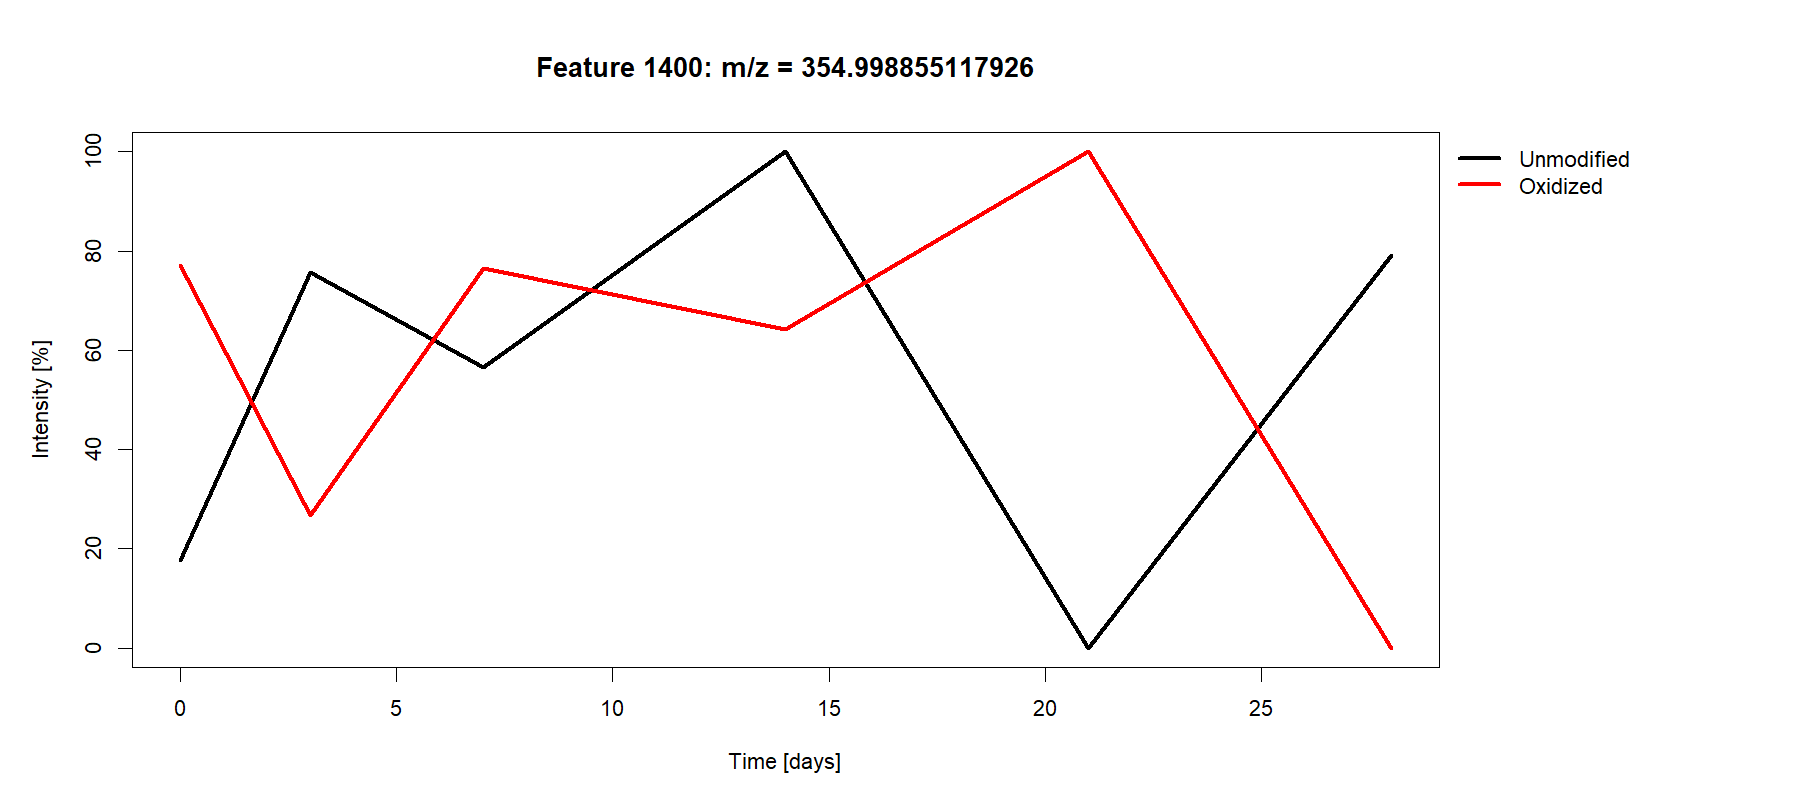 Feature 1400: m/z = 354.998855117926
Unmodified
Oxidized
Intensity [%]
100
80
60
40
20
0
0 5 10 15 20 25
Time [days]